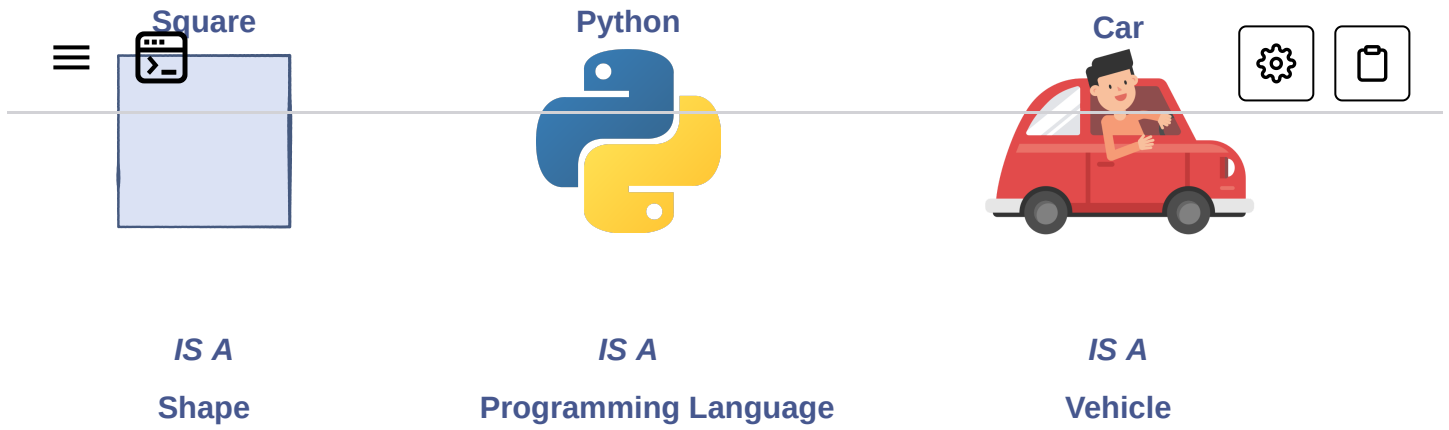 Square
Python
Car
IS A
IS A
IS A
Shape
Programming Language
Vehicle